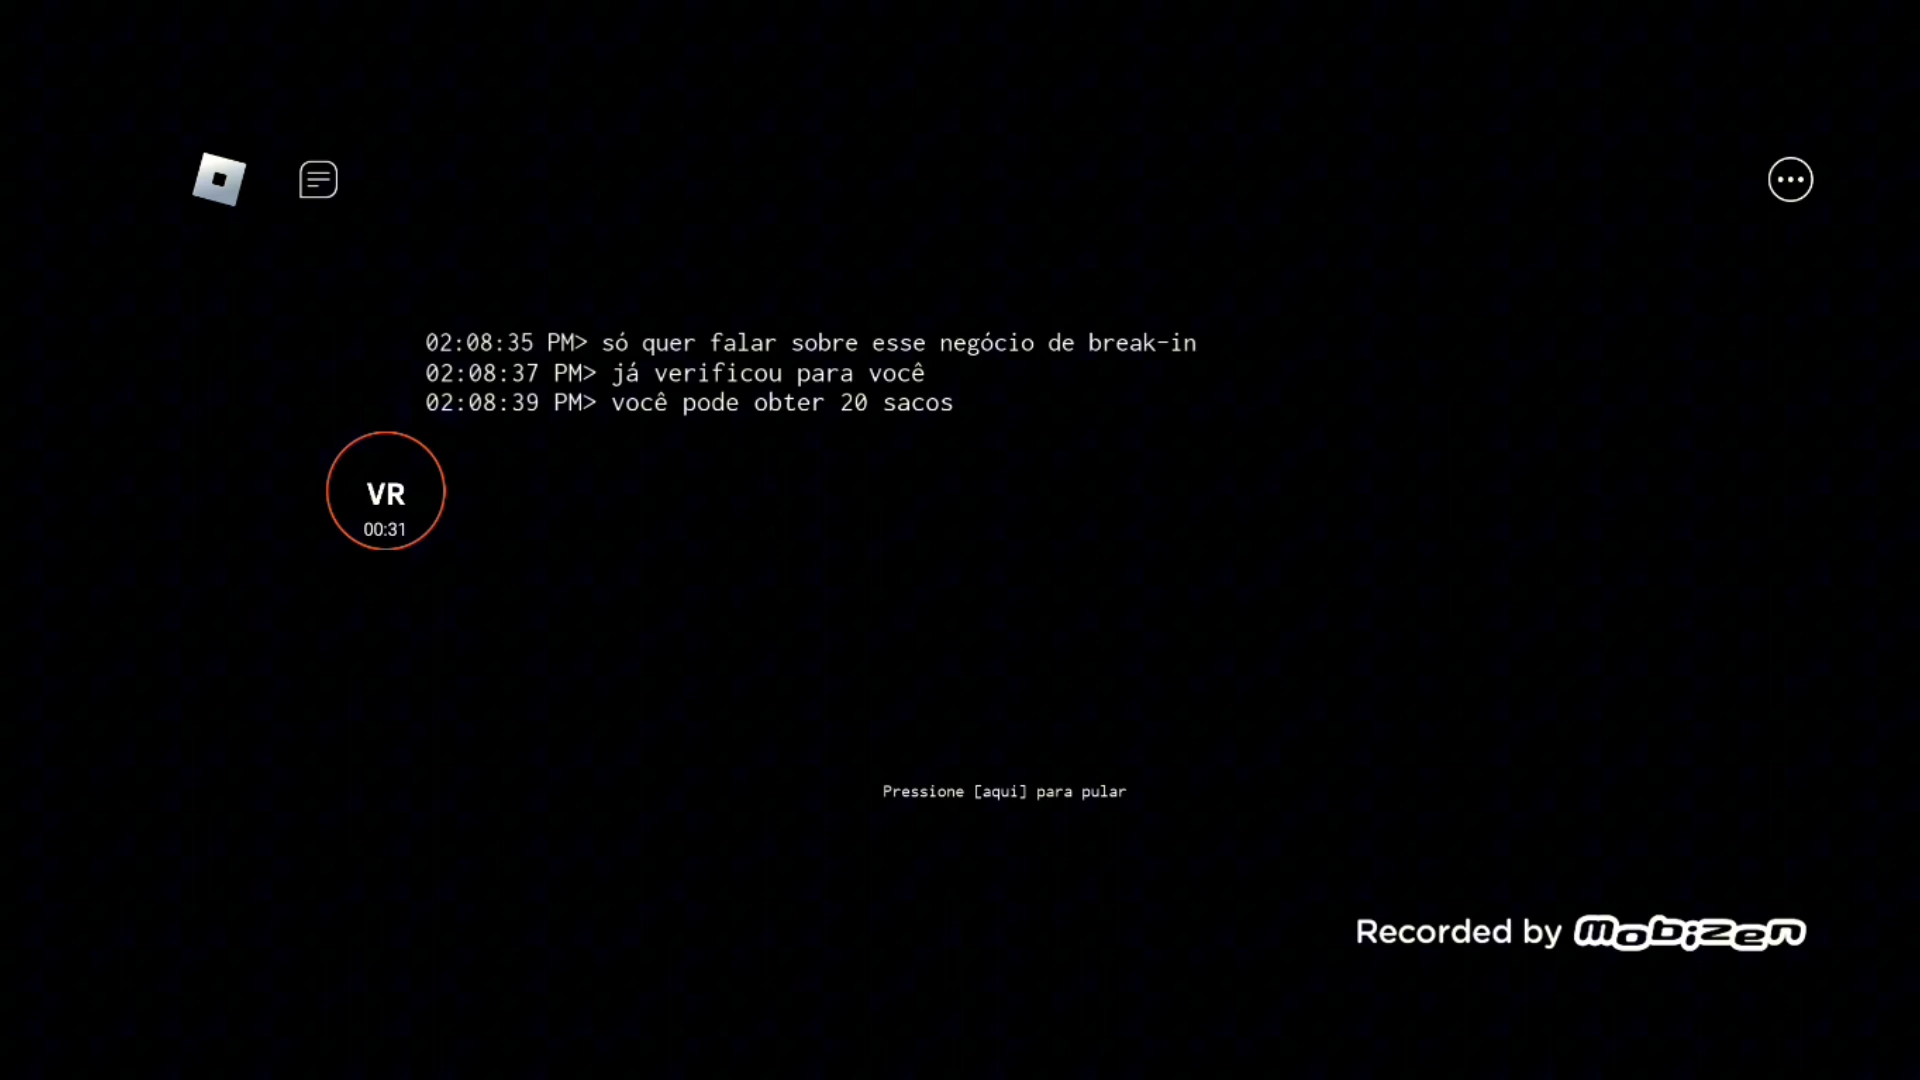 02:08:35 PM> só quer falar sobre esse negócio de break-in
02:08:37 PM> já verificou para você
02:08:39 PM> você pode obter 20 sacos
VR
00:31
Pressione [aqui] para pular
Recorded by mobizen